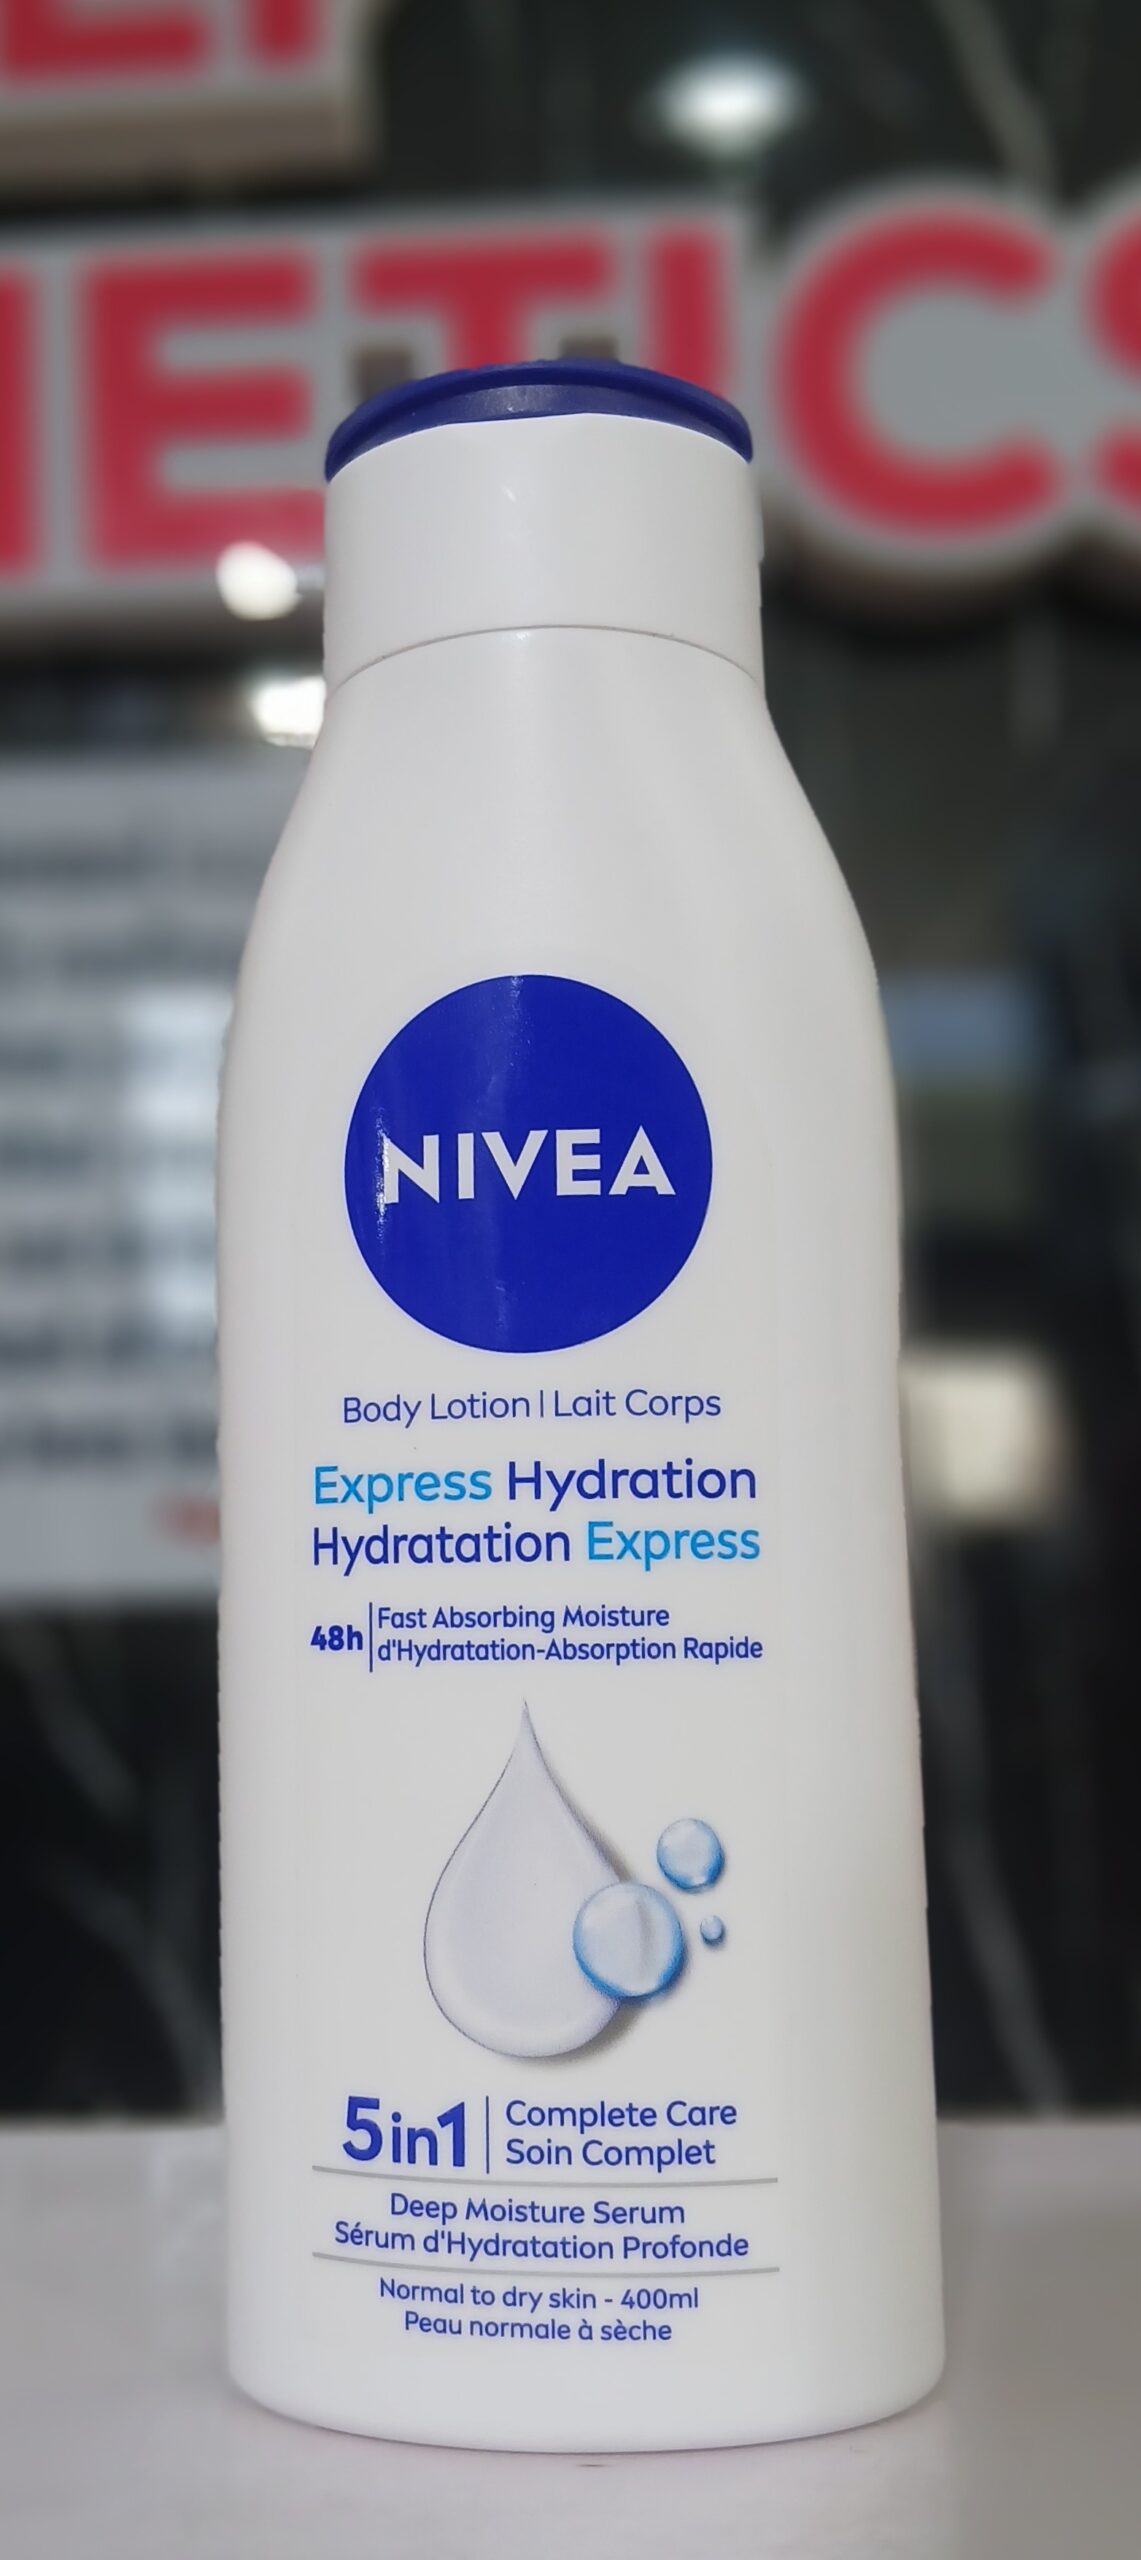 ETICS
NIVEA
Body Lotion | Lait Corps
Express Hydration
Hydratation Express
48h | Fast Absorbing Moisture
d'Hydratation-Absorption Rapide
5in1 | Complete Care
Soin Complet
Deep Moisture Serum
Sérum d'Hydratation Profonde
Normal to dry skin - 400ml
Peau normale à sèche